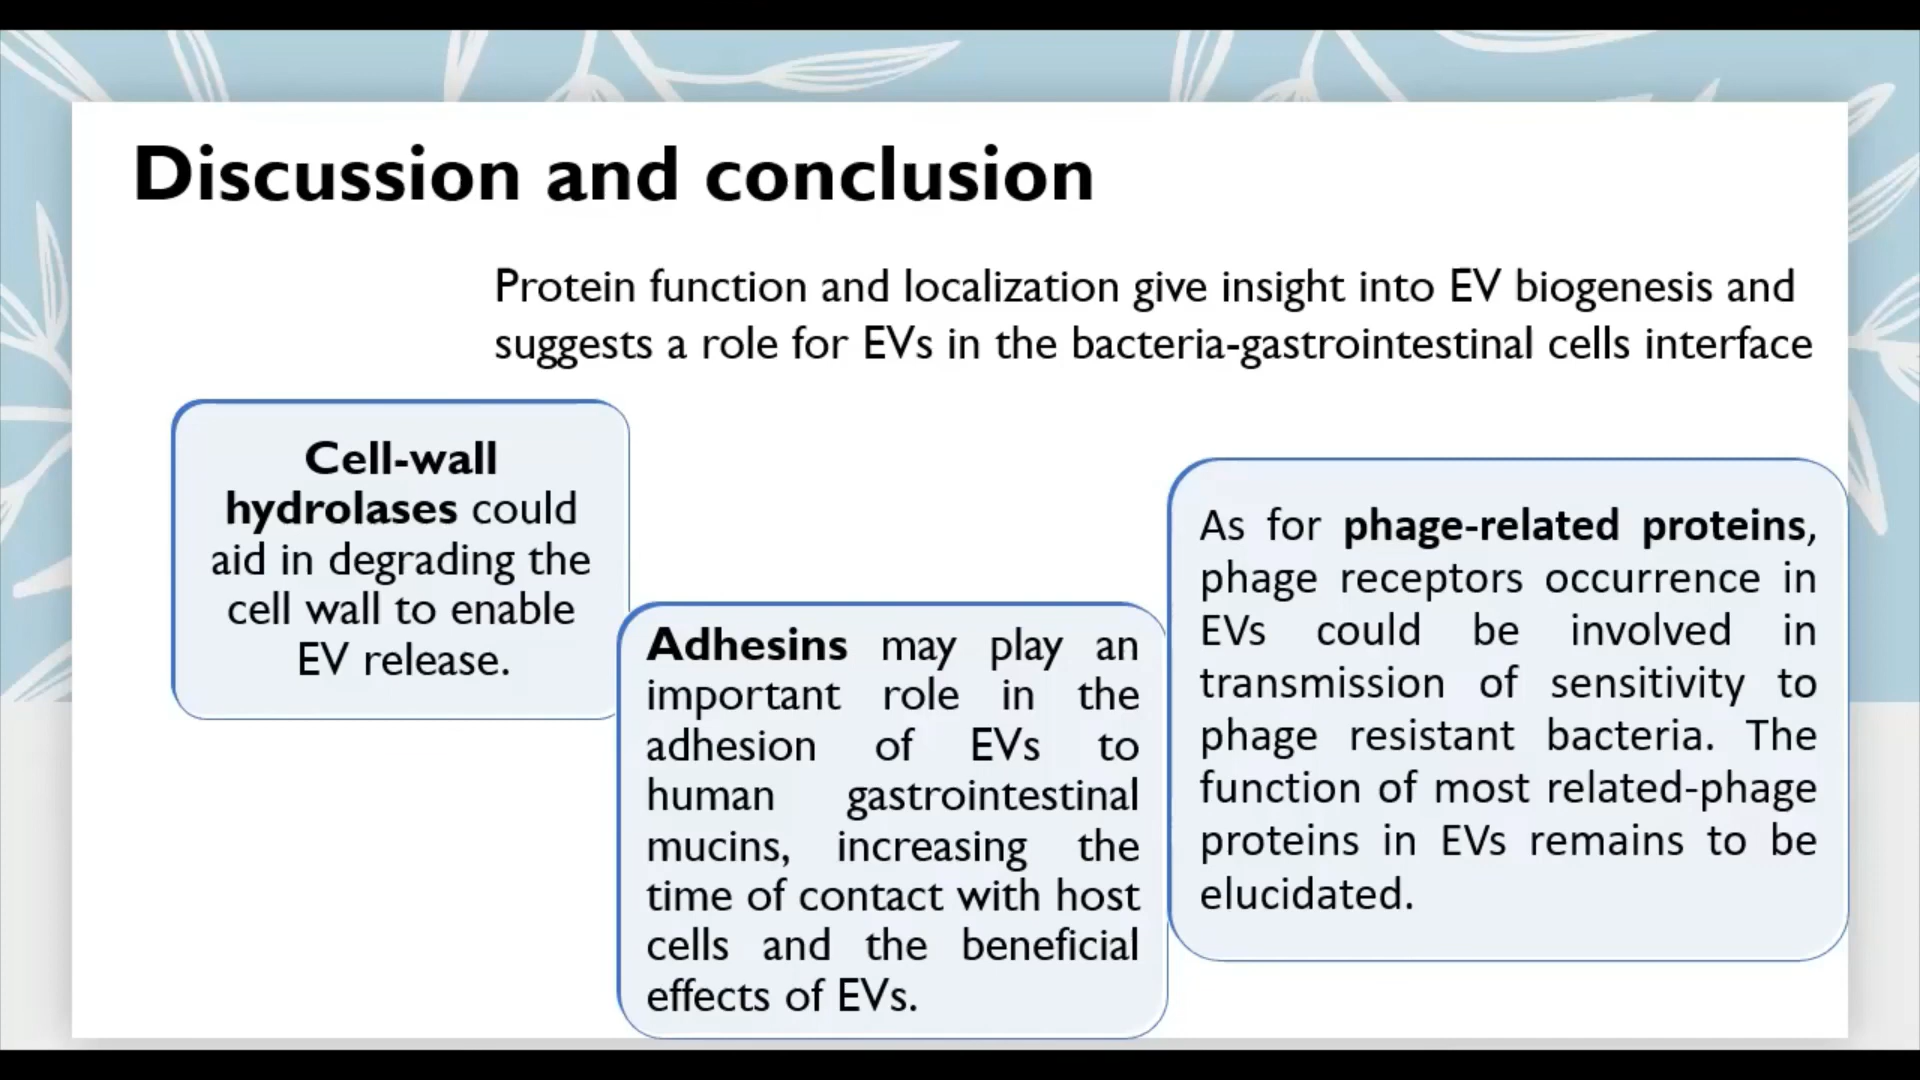 Discussion and conclusion
Protein function and localization give insight into EV biogenesis and
suggests a role for EVs in the bacteria-gastrointestinal cells interface
Cell-wall
hydrolases could
aid in degrading the
cell wall to enable
EV release.
Adhesins may play an
important role in the
adhesion of EVs to
human gastrointestinal
mucins, increasing the
time of contact with host
cells and the beneficial
effects of EVs.
As for phage-related proteins,
phage receptors occurrence in
EVs could be involved in
transmission of sensitivity to
phage resistant bacteria. The
function of most related-phage
proteins in EVs remains to be
elucidated.